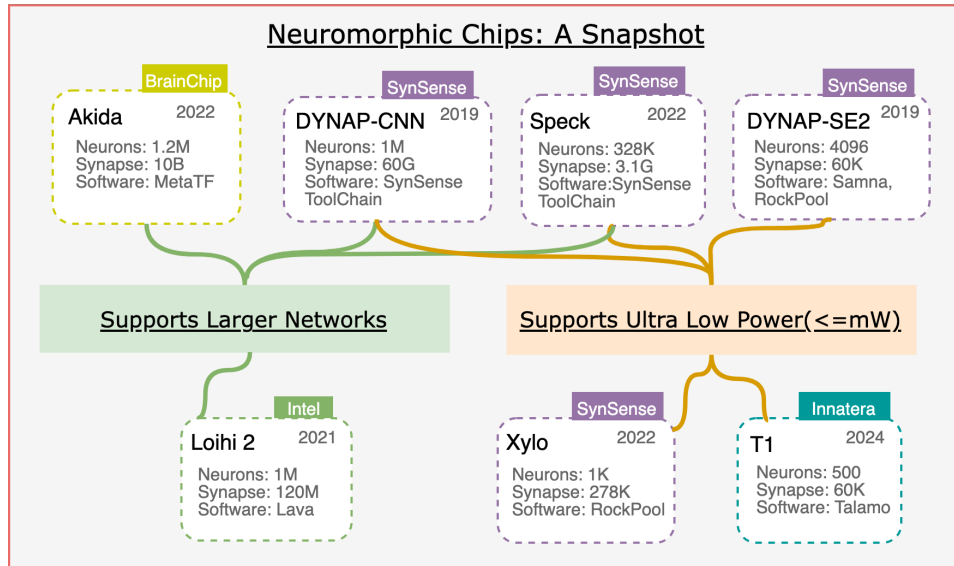 Neuromorphic Chips: A Snapshot
BrainChip
Akida
2022
Neurons: 1.2M
Synapse: 10B
Software: MetaTF
SynSense
DYNAP-CNN
2019
Neurons: 1M
Synapse: 60G
Software: SynSense
ToolChain
SynSense
Speck
2022
Neurons: 328K
Synapse: 3.1G
Software:SynSense
ToolChain
SynSense
DYNAP-SE2
2019
Neurons: 4096
Synapse: 60K
Software: Samna,
RockPool
Supports Larger Networks
Supports Ultra Low Power(<=mW)
Intel
Loihi 2
2021
Neurons: 1M
Synapse: 120M
Software: Lava
SynSense
Xylo
2022
Neurons: 1K
Synapse: 278K
Software: RockPool
Innatera
T1
2024
Neurons: 500
Synapse: 60K
Software: Talamo